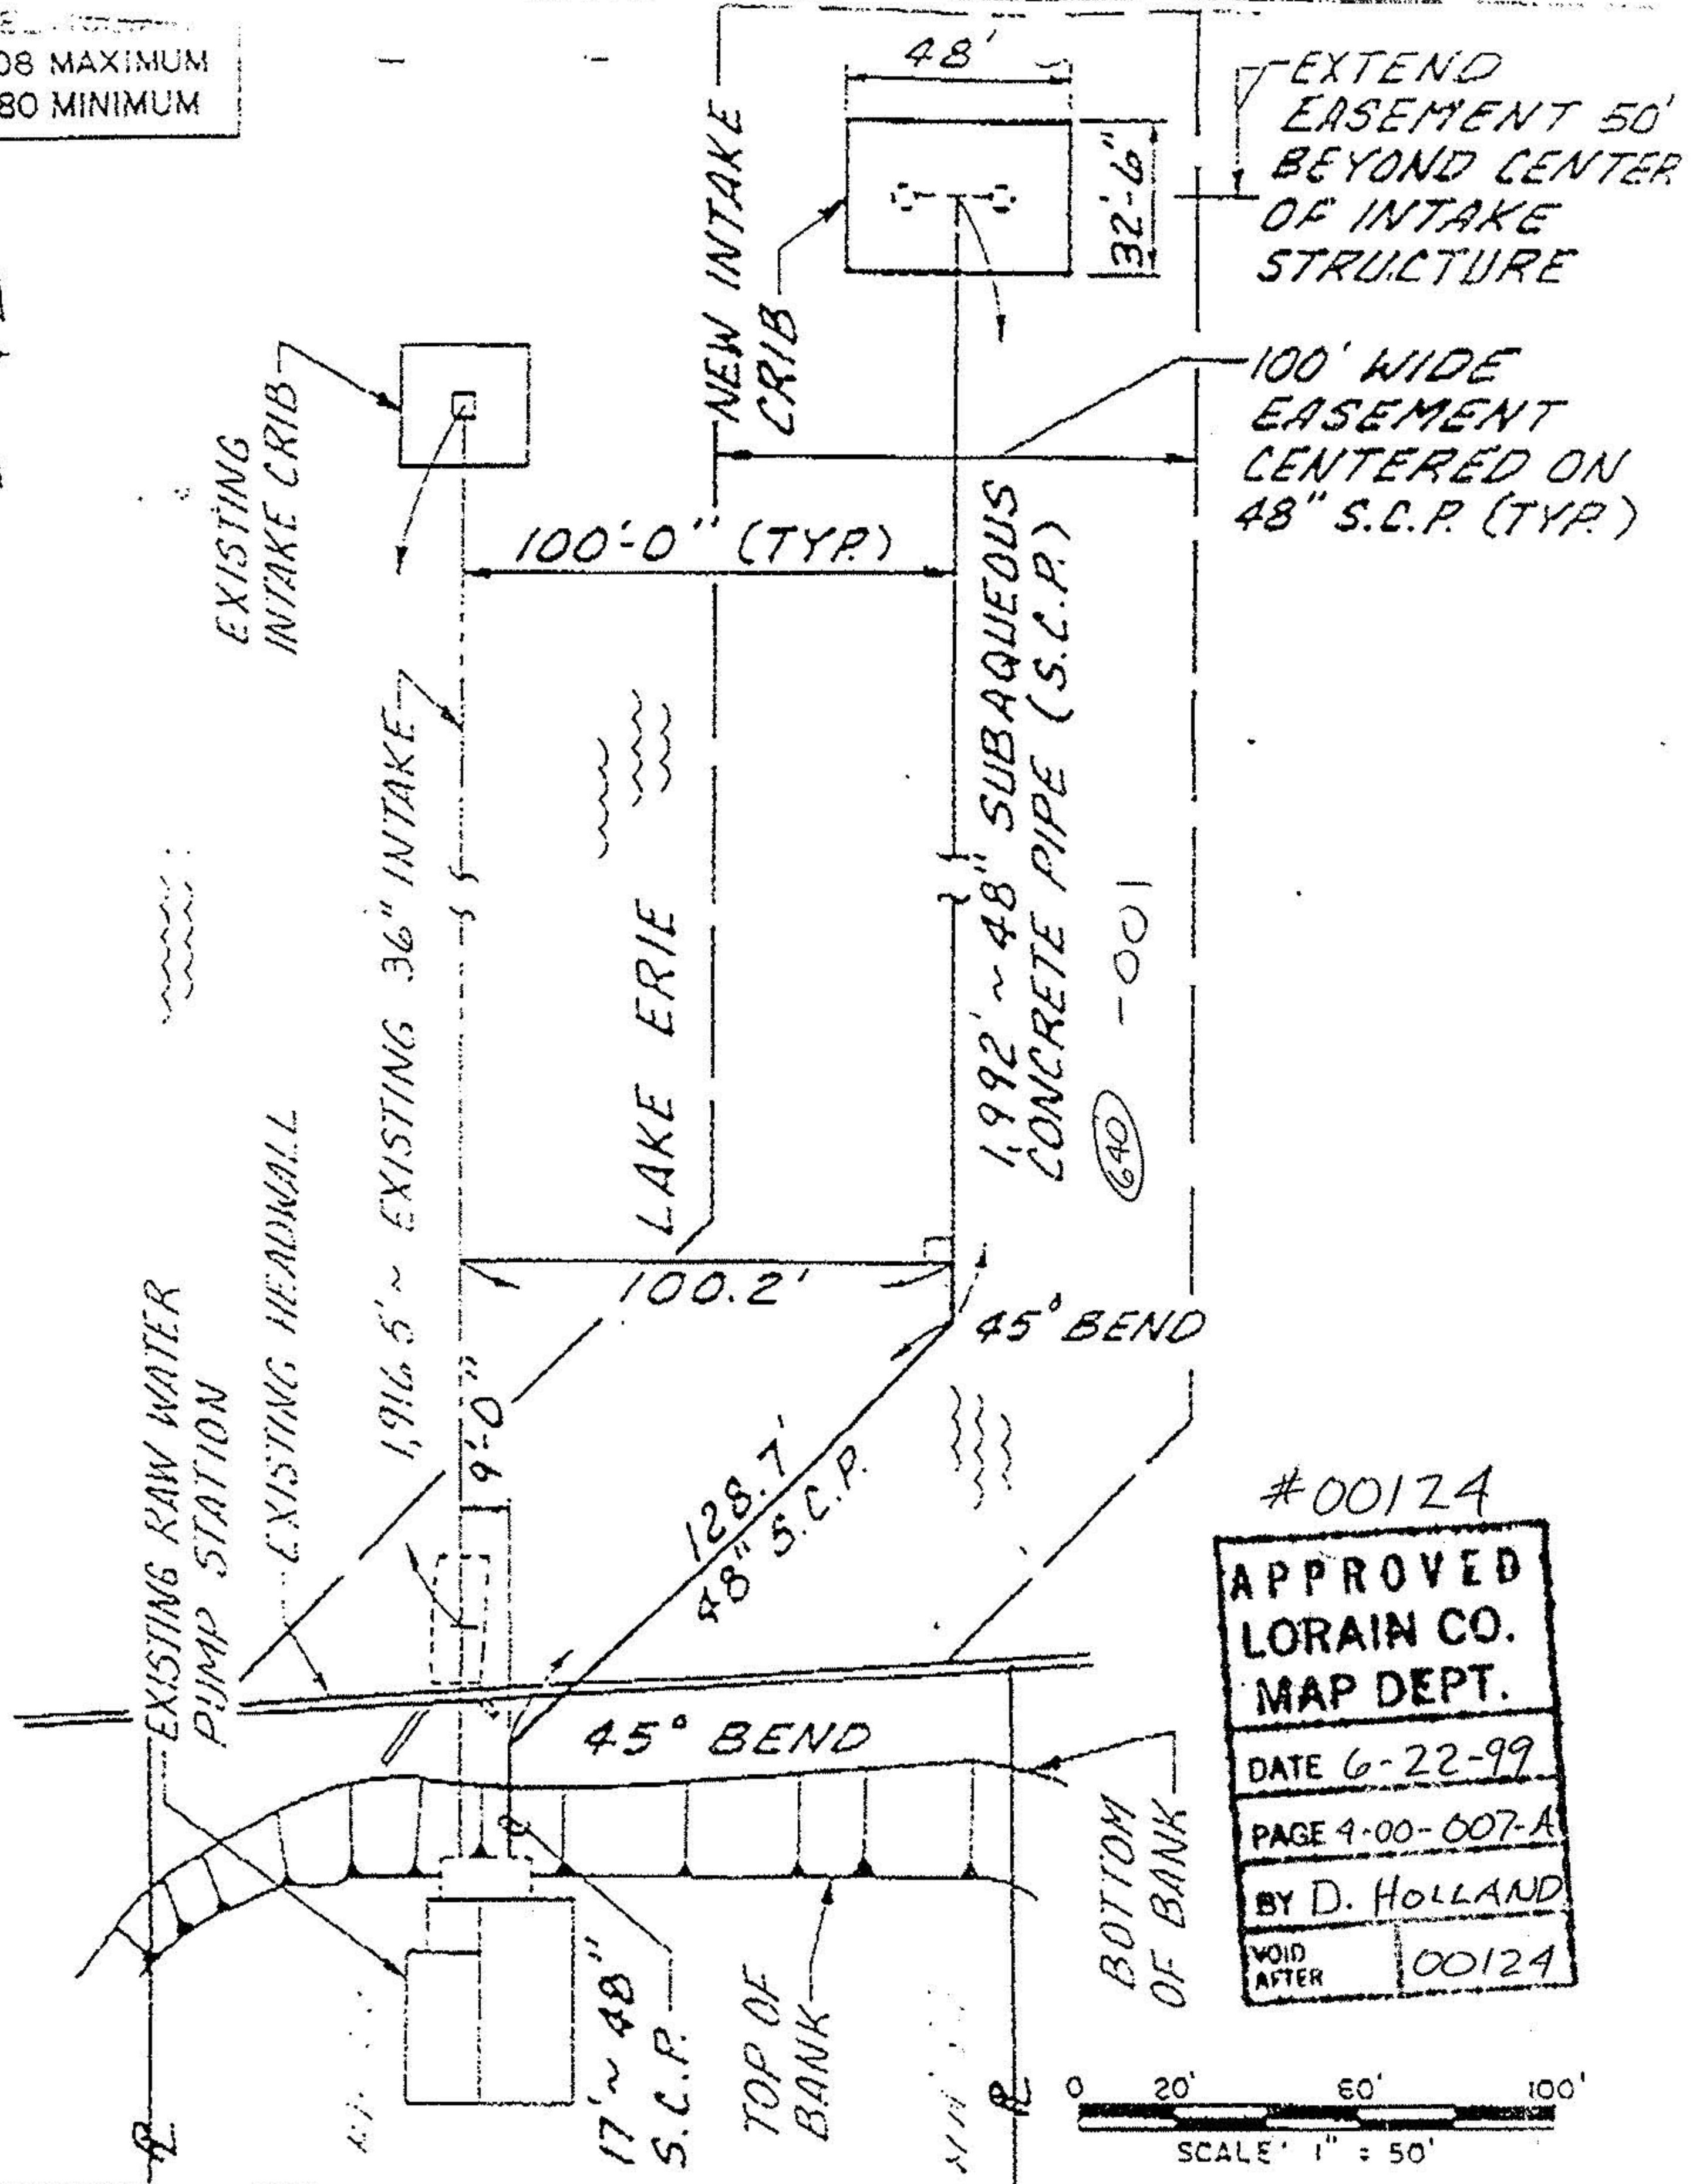 08 MAXIMUM
80 MINIMUM
48'
32'-6"
EXTEND
EASEMENT 50'
BEYOND CENTER
OF INTAKE
STRUCTURE
NEW INTAKE
CRIB
EXISTING
INTAKE CRIB
100' WIDE
EASEMENT
CENTERED ON
48" S.C.P. (TYP.)
100'-0" (TYP.)
1,916.5' ~ EXISTING 36" INTAKE
LAKE ERIE
1,992' ~ 48" SUBAQUEOUS
CONCRETE PIPE (S.C.P.)
640
-001
100.2'
45° BEND
EXISTING RAW WATER
PUMP STATION
EXISTING HEADWALL
9'-0"
128.7'
48" S.C.P.
45° BEND
17' ~ 48"
S.C.P.
TOP OF
BANK
BOTTOM
OF BANK
#00124
APPROVED
LORAIN CO.
MAP DEPT.
DATE 6-22-99
PAGE 4-00-007-A
BY D. HOLLAND
VOID
AFTER
00124
0 20' 60' 100'
SCALE' 1" = 50'